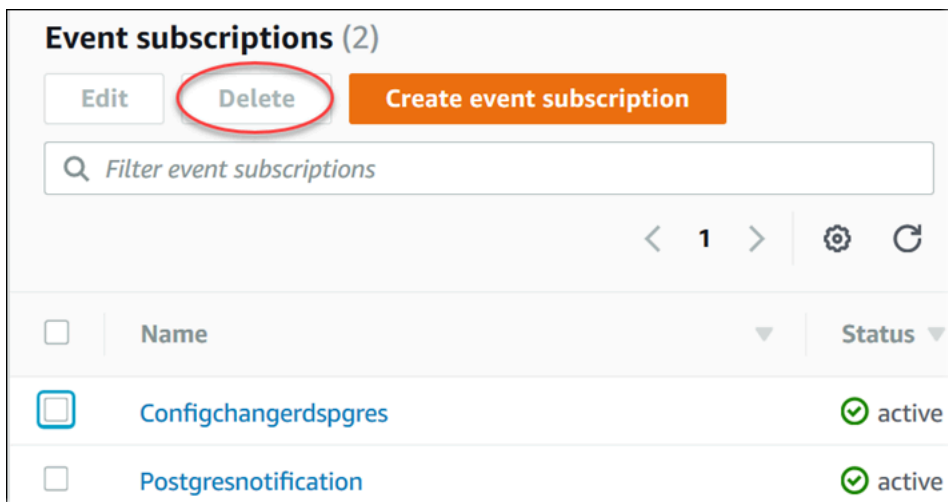 Event subscriptions (2)
Edit Delete Create event subscription
Filter event subscriptions
1
Name Status
Configchangerdspgres active
Postgresnotification active